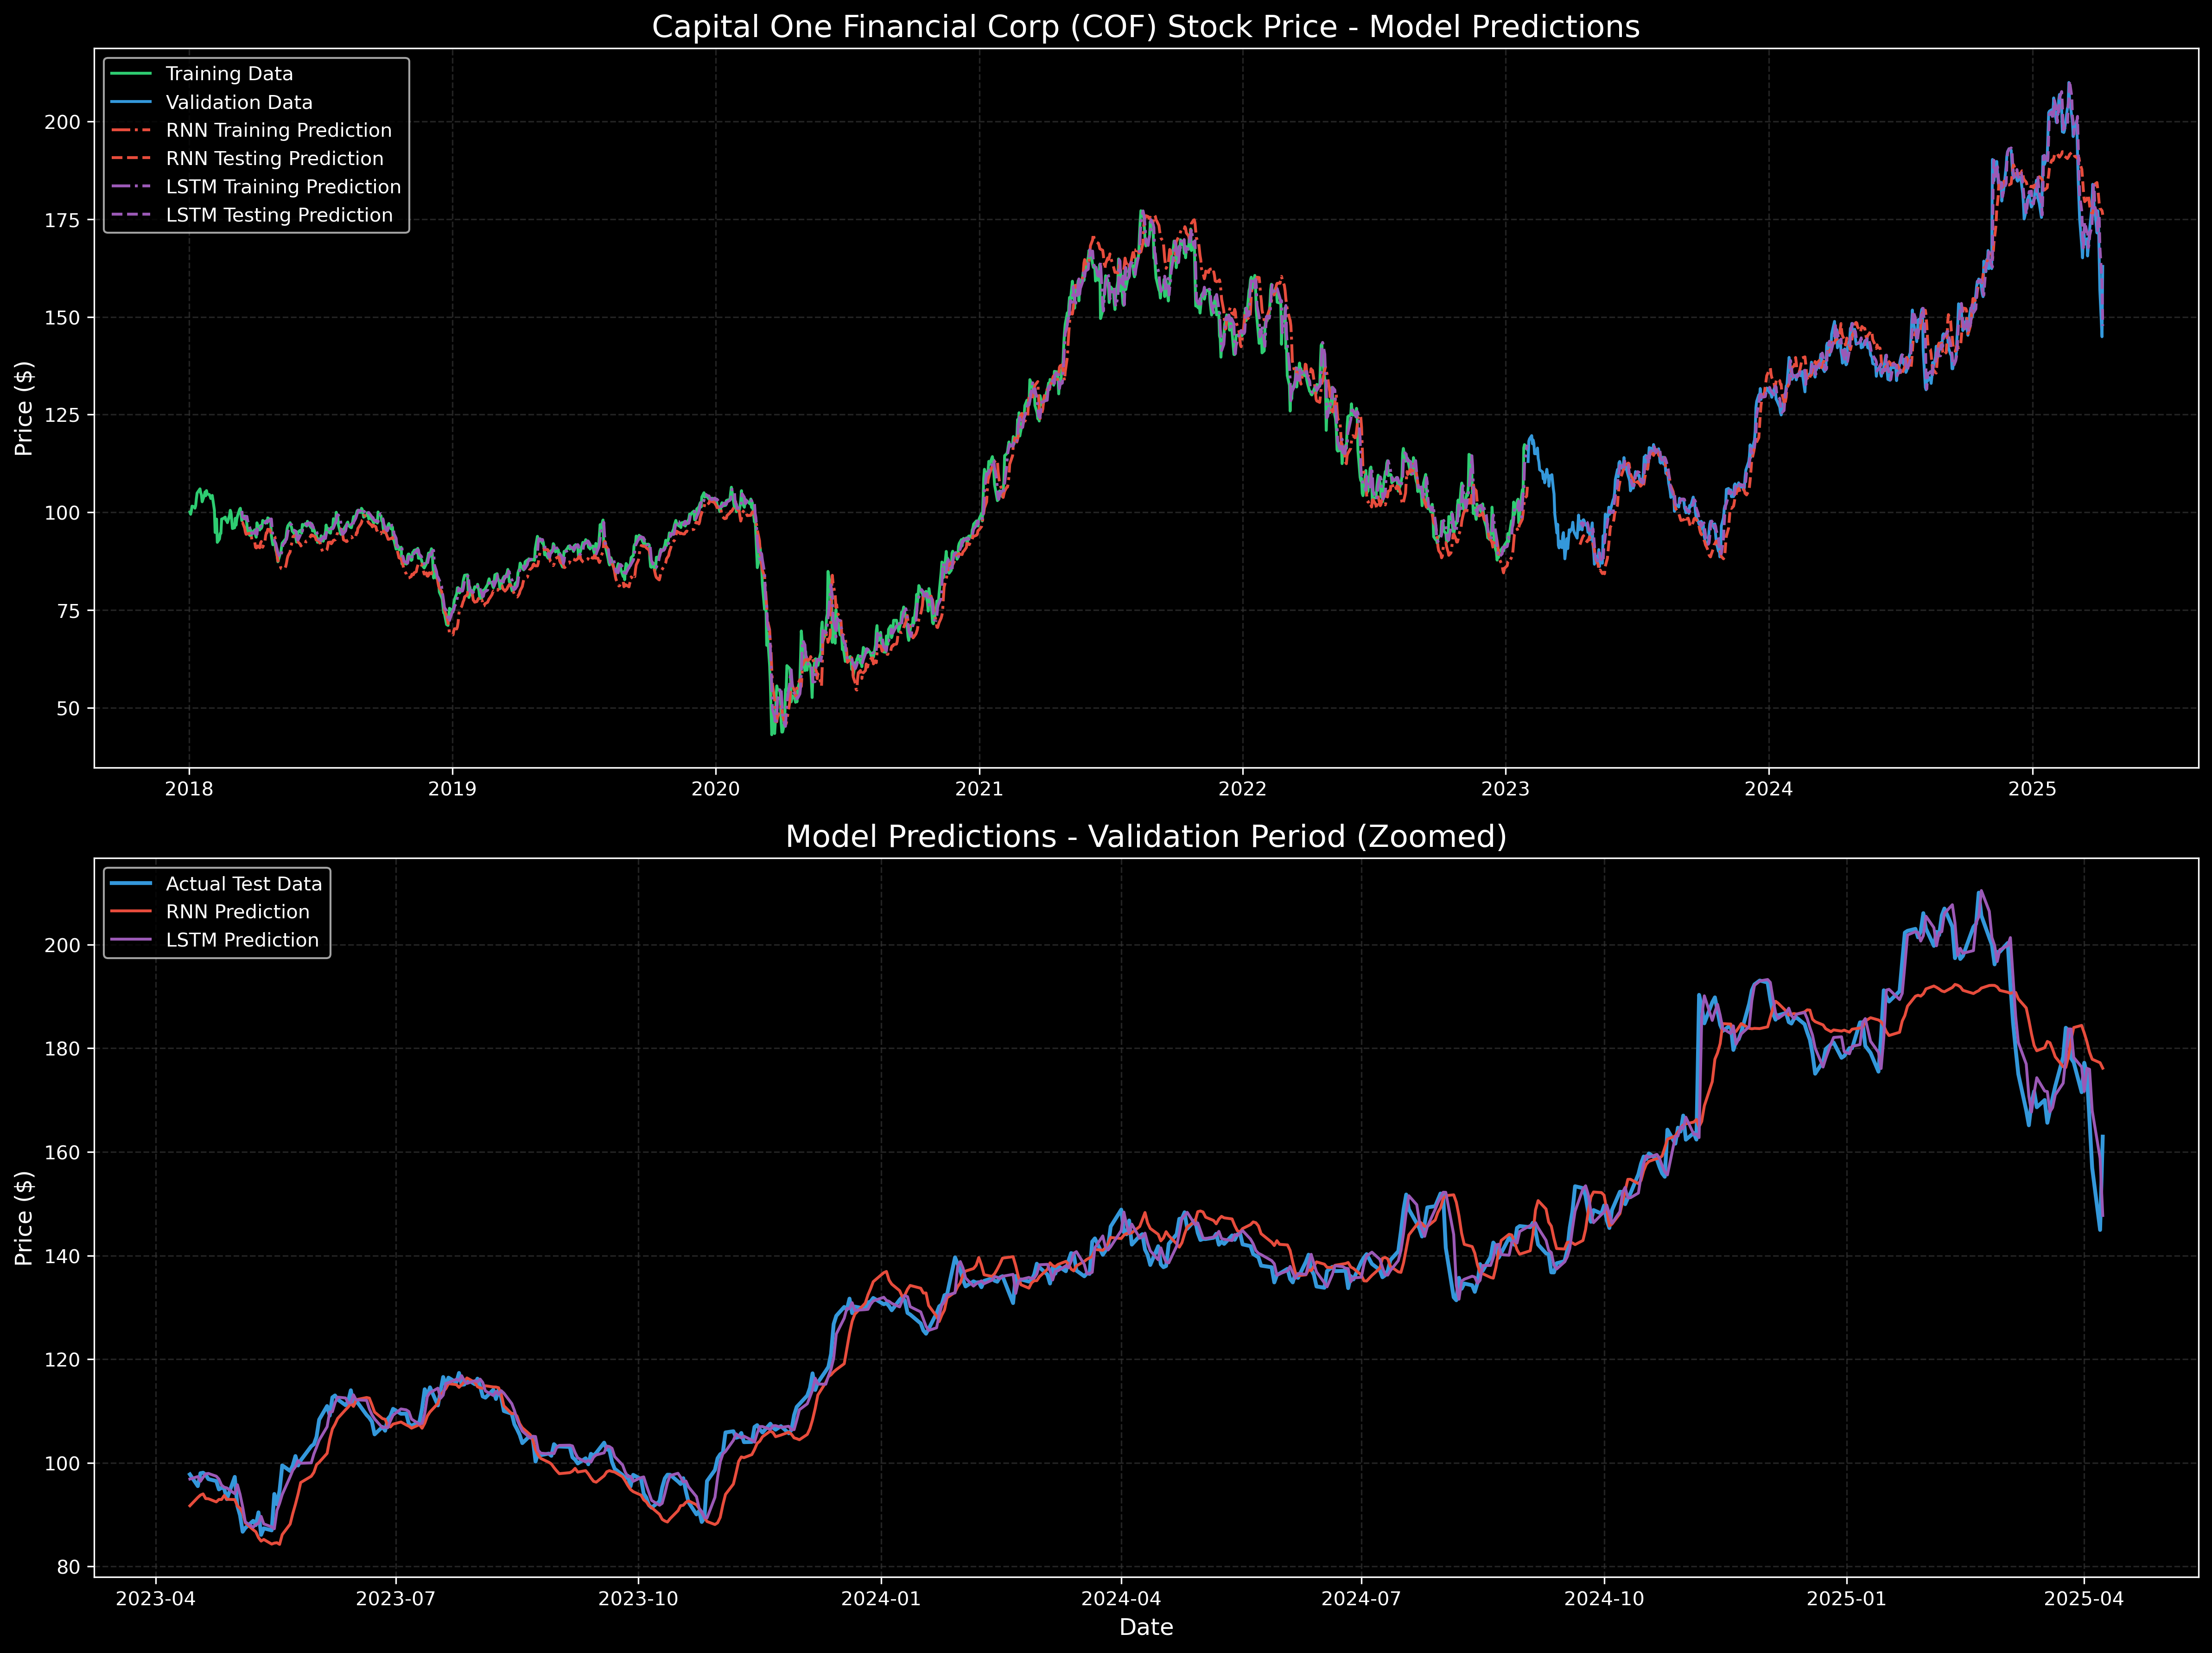 Capital One Financial Corp (COF) Stock Price - Model Predictions
Training Data
Validation Data
RNN Training Prediction
RNN Testing Prediction
LSTM Training Prediction
LSTM Testing Prediction
Price ($)
200
175
150
125
100
75
50
2018 2019 2020 2021 2022 2023 2024 2025
Model Predictions - Validation Period (Zoomed)
Actual Test Data
RNN Prediction
LSTM Prediction
Price ($)
200
180
160
140
120
100
80
2023-04 2023-07 2023-10 2024-01 2024-04 2024-07 2024-10 2025-01 2025-04
Date